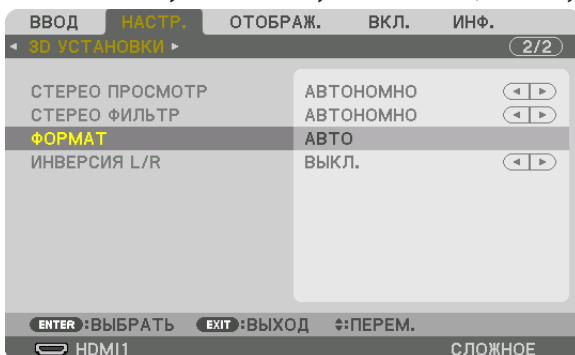 ВВОД НАСТР. ОТОБРАЖ. ВКЛ. ИНФ.
◂ 3D УСТАНОВКИ ▸ 2/2
СТЕРЕО ПРОСМОТР АВТОНОМНО
СТЕРЕО ФИЛЬТР АВТОНОМНО
ФОРМАТ АВТО
ИНВЕРСИЯ L/R ВЫКЛ.
ENTER:ВЫБРАТЬ EXIT:ВЫХОД ♦:ПЕРЕМ.
HDMI1 СЛОЖНОЕ